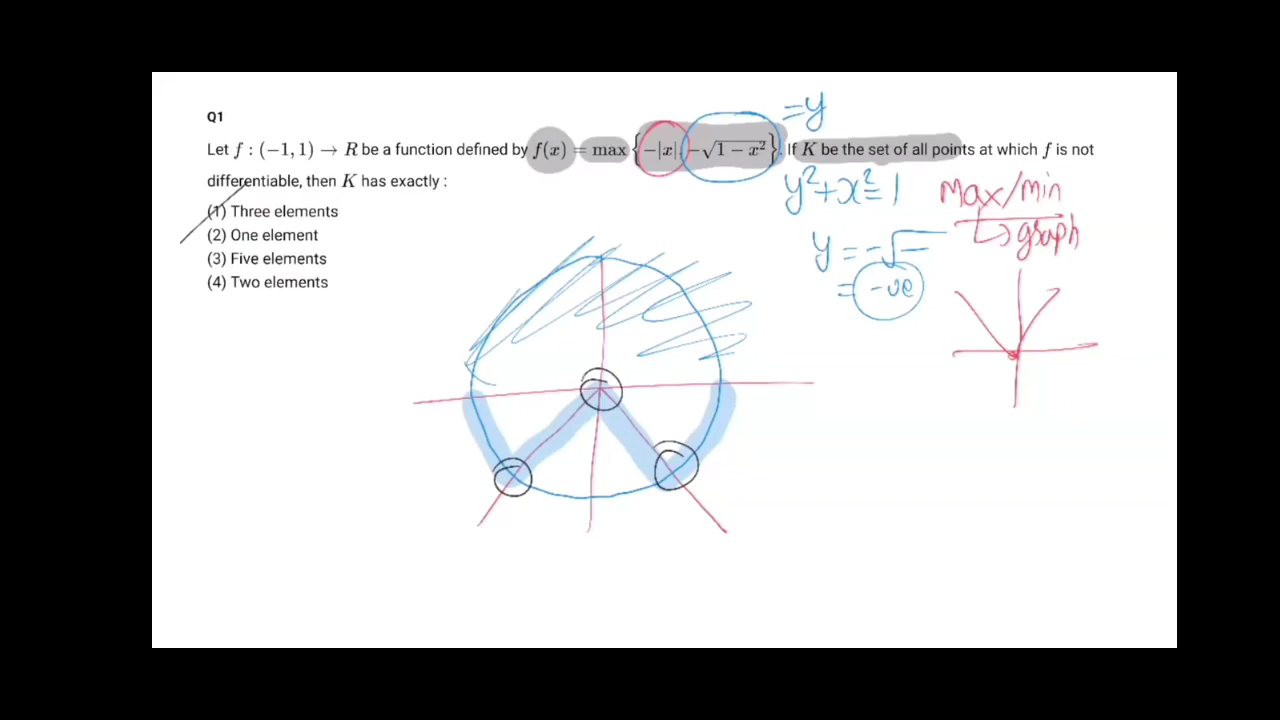 Q1
= y
Let f : (−1, 1) → R be a function defined by f(x) = max {−|x|, −√1 − x²}. If K be the set of all points at which f is not
differentiable, then K has exactly :
(1) Three elements
(2) One element
(3) Five elements
(4) Two elements
y² + x² = 1
y = −√
= −ve
Max/min
↳ graph